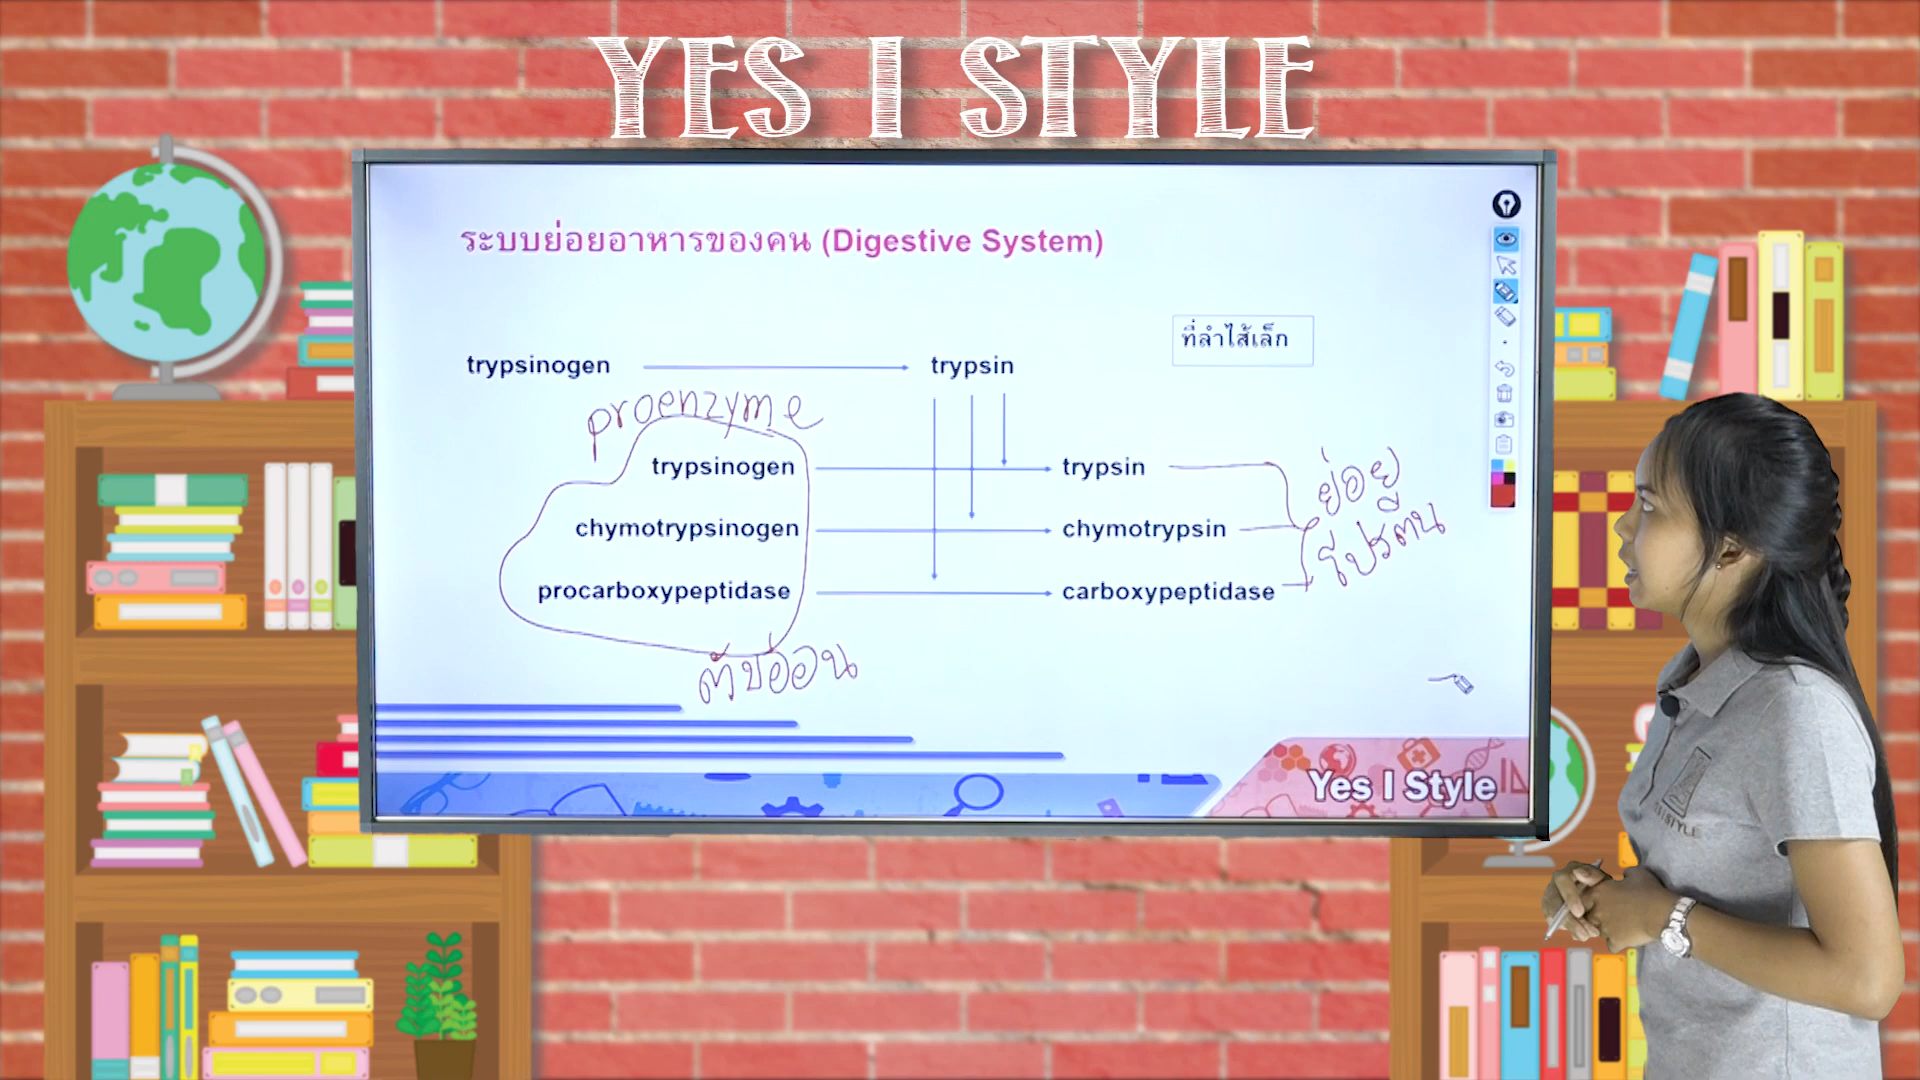 YES I STYLE
ระบบย่อยอาหารของคน (Digestive System)
ที่ลำไส้เล็ก
trypsinogen trypsin
proenzyme
trypsinogen trypsin
ย่อย
chymotrypsinogen chymotrypsin
โปรตีน
procarboxypeptidase carboxypeptidase
ตับอ่อน
Yes I Style